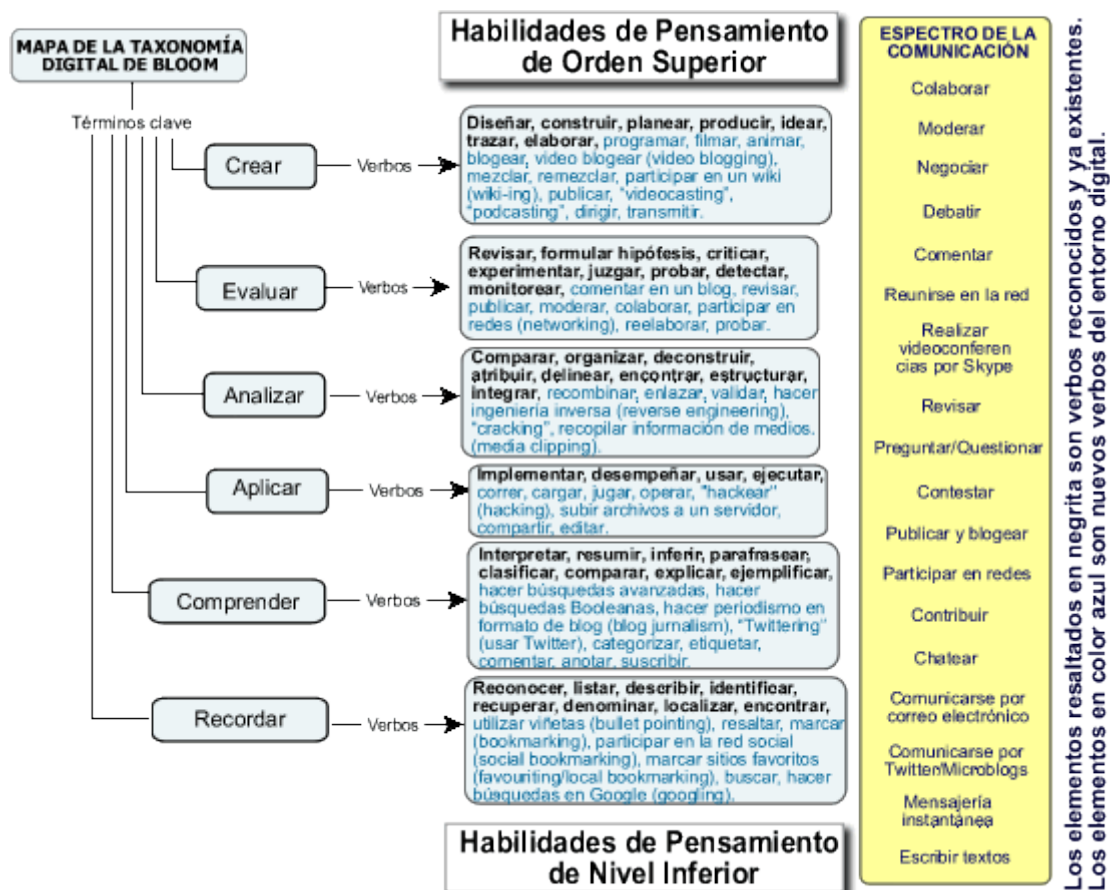 MAPA DE LA TAXONOMÍA
DIGITAL DE BLOOM
Términos clave
Habilidades de Pensamiento
de Orden Superior
Crear
Verbos
Diseñar, construir, planear, producir, idear,
trazar, elaborar, programar, filmar, animar,
blogear, video blogear (video blogging),
mezclar, remezclar, participar en un wiki
(wiki-ing), publicar, "videocasting",
"podcasting", dirigir, transmitir.
Evaluar
Verbos
Revisar, formular hipófesis, criticar,
experimentar, juzgar, probar, detectar,
monitorear, comentar en un blog, revisar,
publicar, moderar, colaborar, participar en
redes (networking), reelaborar, probar.
Analizar
Verbos
Comparar, organizar, deconstruir,
atribuir, delinear, encontrar, estructurar,
integrar, recombinar, enlazar, validar, hacer
ingeniería inversa (reverse engineering),
"cracking", recopilar información de medios.
(media clipping).
Aplicar
Verbos
Implementar, desempeñar, usar, ejecutar,
correr, cargar, jugar, operar, "hackear"
(hacking), subir archivos a un servidor,
compartir, editar.
Comprender
Verbos
Interpretar, resumir, inferir, parafrasear,
clasificar, comparar, explicar, ejemplificar,
hacer búsquedas avanzadas, hacer
búsquedas Booleanas, hacer periodismo en
formato de blog (blog jurnalism), "Twittering"
(usar Twitter), categorizar, etiquetar,
comentar, anotar, suscribir.
Recordar
Verbos
Reconocer, listar, describir, identificar,
recuperar, denominar, localizar, encontrar,
utilizar viñetas (bullet pointing), resaltar, marcar
(bookmarking), participar en la red social
(social bookmarking), marcar sitios favoritos
(favouriting/local bookmarking), buscar, hacer
búsquedas en Google (googling).
Habilidades de Pensamiento
de Nivel Inferior
ESPECTRO DE LA
COMUNICACIÓN
Colaborar
Moderar
Negociar
Debatir
Comentar
Reunirse en la red
Realizar
videoconferen
cias por Skype
Revisar
Preguntar/Questionar
Contestar
Publicar y blogear
Participar en redes
Contribuir
Chatear
Comunicarse por
correo electrónico
Comunicarse por
Twitter/Microblogs
Mensajería
instantánea
Escribir textos
Los elementos resaltados en negrita son verbos reconocidos y ya existentes.
Los elementos en color azul son nuevos verbos del entorno digital.